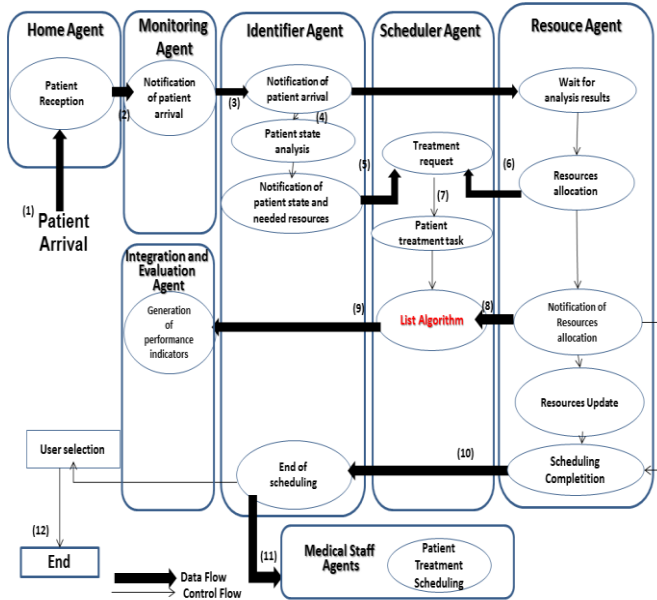 Home Agent
Monitoring
Agent
Identifier Agent
Scheduler Agent
Resouce Agent
Patient
Reception
Notification
of patient
arrival
Notification of
patient arrival
Wait for
analysis results
(2)
(3)
(4)
Patient state
analysis
(5)
Treatment
request
(6)
Resources
allocation
Notification of
patient state and
needed resources
(7)
(1)
Patient
Arrival
Patient
treatment task
Integration and
Evaluation
Agent
Generation
of
performance
indicators
(9)
List Algorithm
(8)
Notification of
Resources
allocation
Resources Update
User selection
End of
scheduling
(10)
Scheduling
Completition
(12)
End
(11)
Medical Staff
Agents
Patient
Treatment
Scheduling
Data Flow
Control Flow